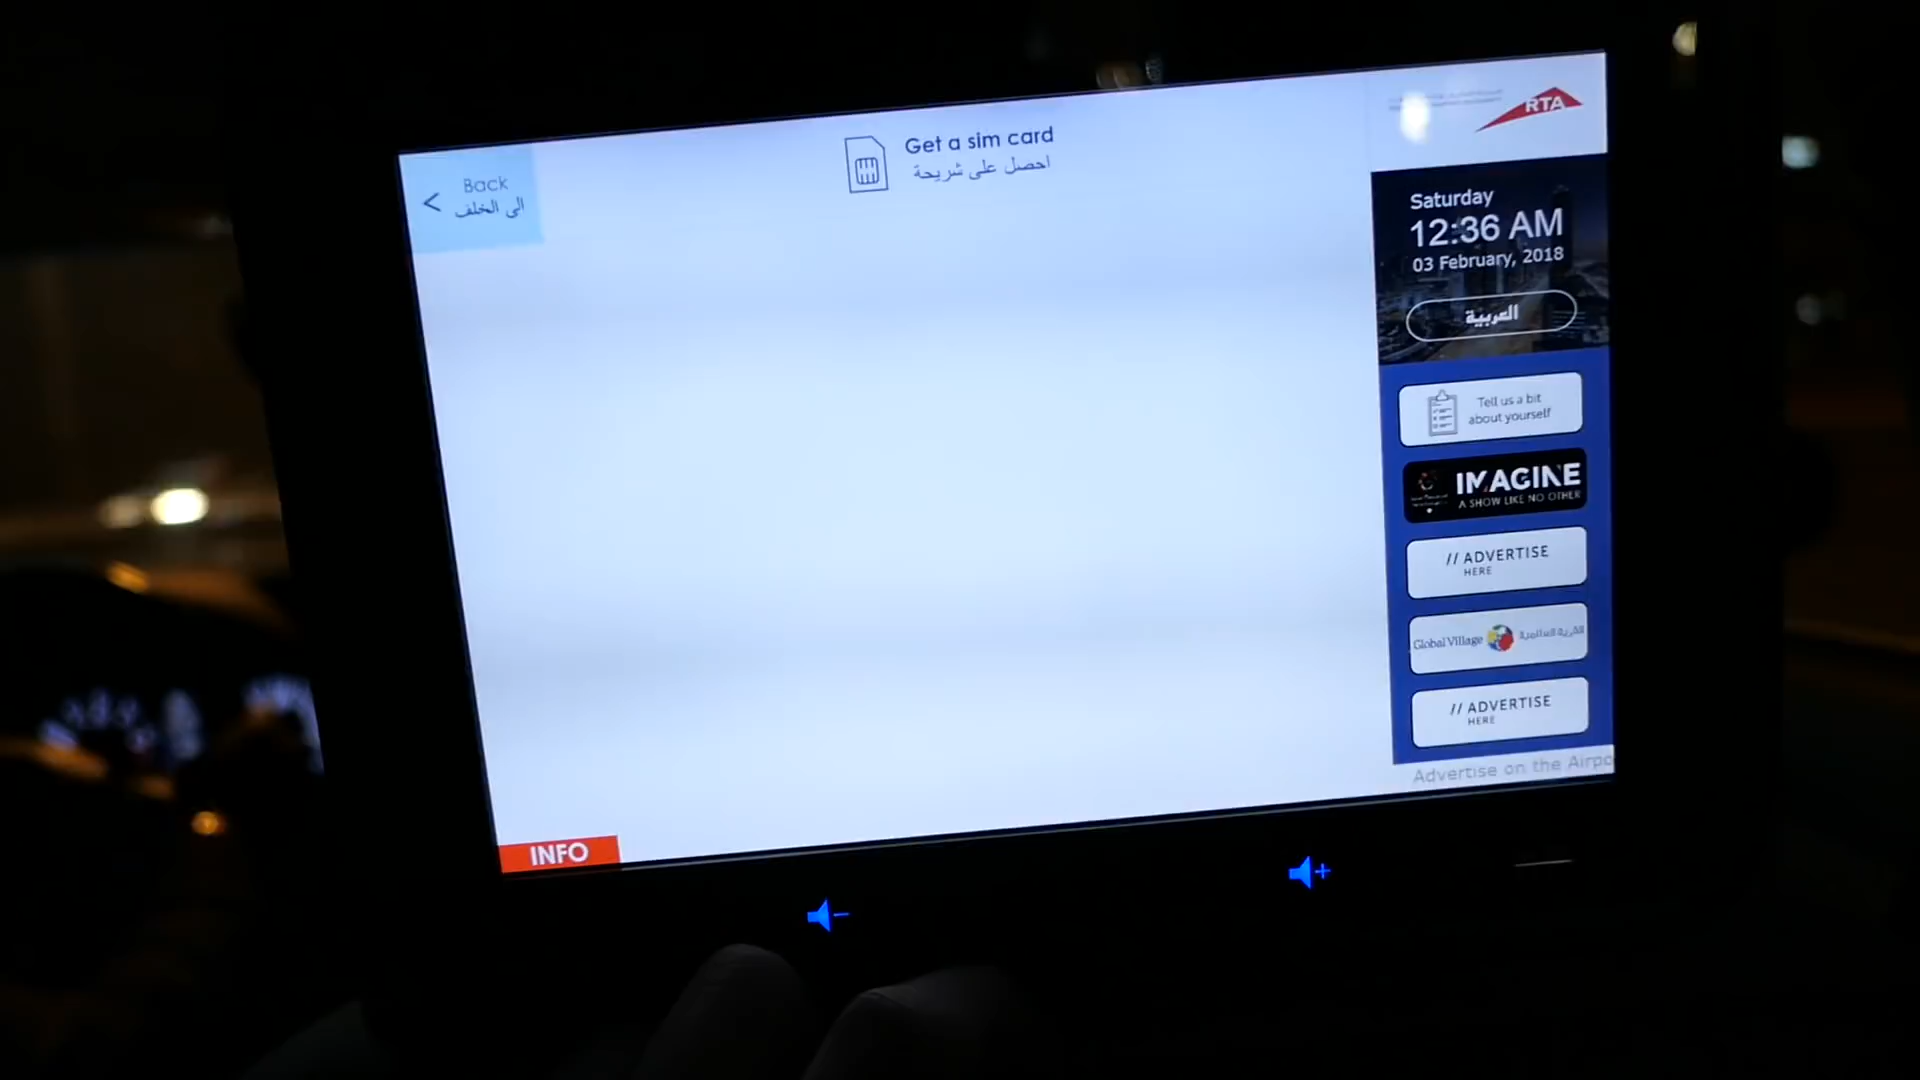 Back
الى الخلف
Get a sim card
احصل على شريحة
RTA
Saturday
12:36 AM
03 February, 2018
العربية
Tell us a bit
about yourself
IMAGINE
A SHOW LIKE NO OTHER
// ADVERTISE
HERE
Global Village القرية العالمية
// ADVERTISE
HERE
Advertise on the Airpo
INFO